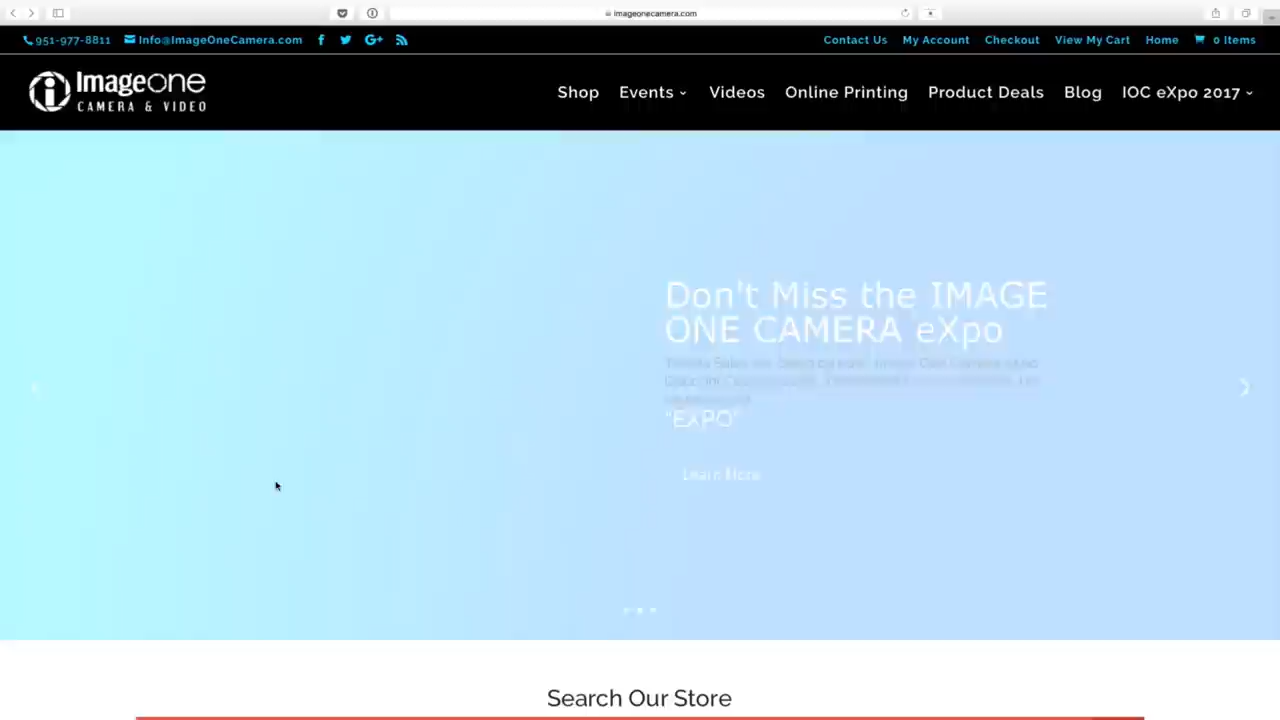 imageonecamera.com
951-977-8811 Info@ImageOneCamera.com
Contact Us My Account Checkout View My Cart Home 0 Items
Imageone
CAMERA & VIDEO
Shop Events Videos Online Printing Product Deals Blog IOC eXpo 2017
Don't Miss the IMAGE
ONE CAMERA eXpo
"EXPO"
Learn More
Search Our Store